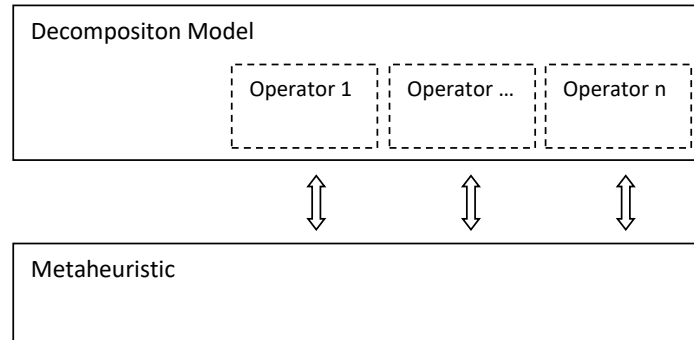 Decompositon Model
Operator 1
Operator ...
Operator n
Metaheuristic